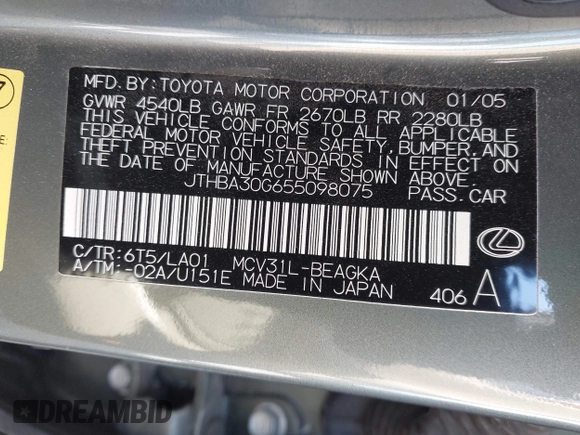 7
E:
MFD. BY: TOYOTA MOTOR CORPORATION 01/05
GVWR 4540LB GAWR FR 2670LB RR 2280LB
THIS VEHICLE CONFORMS TO ALL APPLICABLE
FEDERAL MOTOR VEHICLE SAFETY, BUMPER, AND
THEFT PREVENTION STANDARDS IN EFFECT ON
THE DATE OF MANUFACTURE SHOWN ABOVE.
JTHBA30G655098075 PASS.CAR
C/TR: 6T5/LA01 MCV31L-BEAGKA
A/TM: -02A/U151E MADE IN JAPAN 406 A
DREAMBID